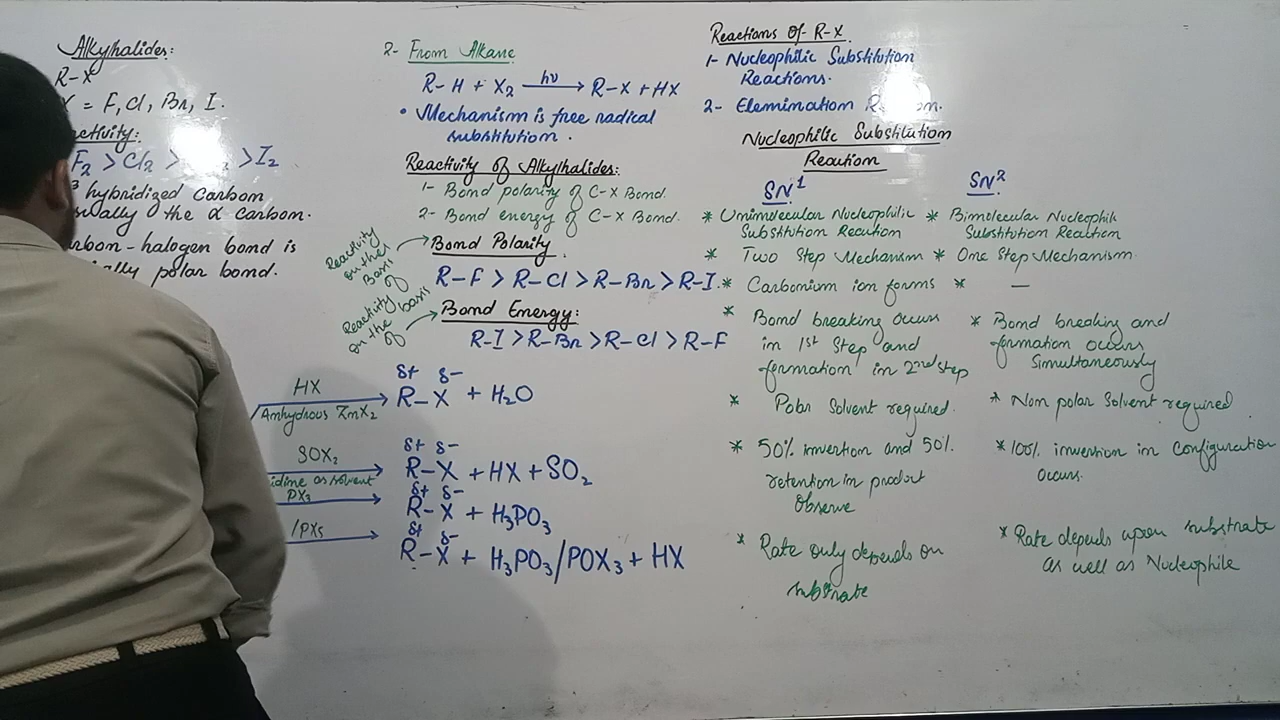 Alkylhalides:
R-X
= F, Cl, Br, I.
F2 > Cl2 > > I2
hybridized Carbon
the α carbon.
- halogen bond is
polar bond.
HX
Anhydrous ZnX2
SOX2
as solvent
PX3
/PX5
2- From Alkane
R-H + X2 hν → R-X + HX
• Mechanism is free radical
substitution.
Reactivity of Alkylhalides:
1- Bond polarity of C-X Bond.
2- Bond energy of C-X Bond.
Reactivity
on the
Basis
of
→ Bond Polarity
R-F > R-Cl > R-Br > R-I.
Reactivity
on the basis
of
→ Bond Energy:
R-I > R-Br > R-Cl > R-F
δ+ δ-
R-X + H2O
δ+ δ-
R-X + HX + SO2
δ+ δ-
R-X + H3PO3
δ+ δ-
R-X + H3PO3/POX3 + HX
Reactions Of R-X.
1- Nucleophilic Substitution
Reactions.
2- Elemination
Nucleophilic Substitution
Reaction
SN1
* Unimolecular Nucleophilic
Substitution Reaction
* Two Step Mechanism
* Carbonium ion forms
* Bond breaking Occurs
in 1st Step and
formation in 2nd step
* Polar Solvent required.
* 50% invertion and 50%.
retention in product
Observe
* Rate only depends on
substrate
SN2
* Bimolecular Nucleophilic
Substitution Reaction
* One Step Mechanism.
* —
* Bond breaking and
formation occurs
Simultaneously
* Non polar Solvent required
* 100% inversion in Configuration
occurs.
* Rate depends upon substrate
as well as Nucleophile